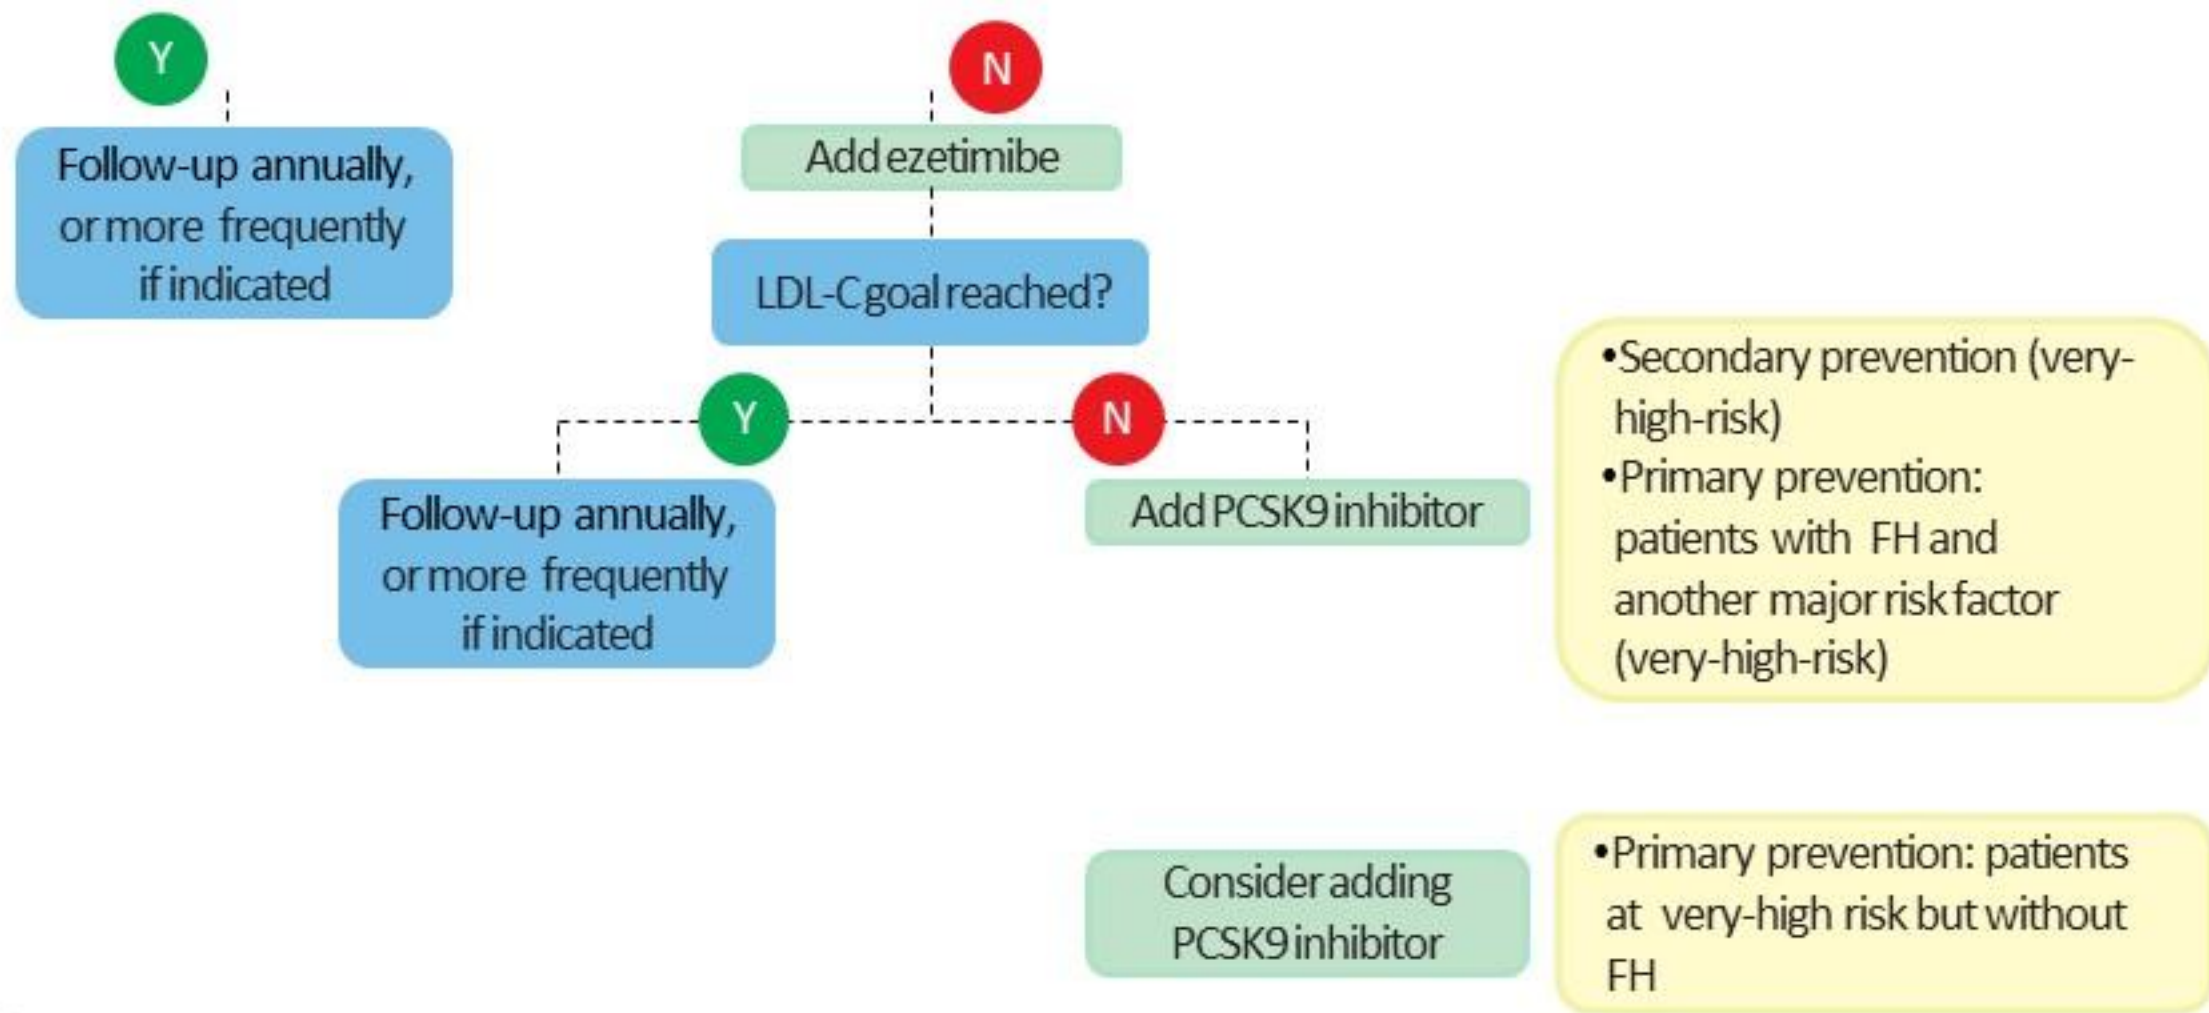 Y
N
Follow-up annually,
or more frequently
if indicated
Add ezetimibe
LDL-C goal reached?
Y
N
Follow-up annually,
or more frequently
if indicated
Add PCSK9 inhibitor
•Secondary prevention (very-
high-risk)
•Primary prevention:
patients with FH and
another major risk factor
(very-high-risk)
Consider adding
PCSK9 inhibitor
•Primary prevention: patients
at very-high risk but without
FH